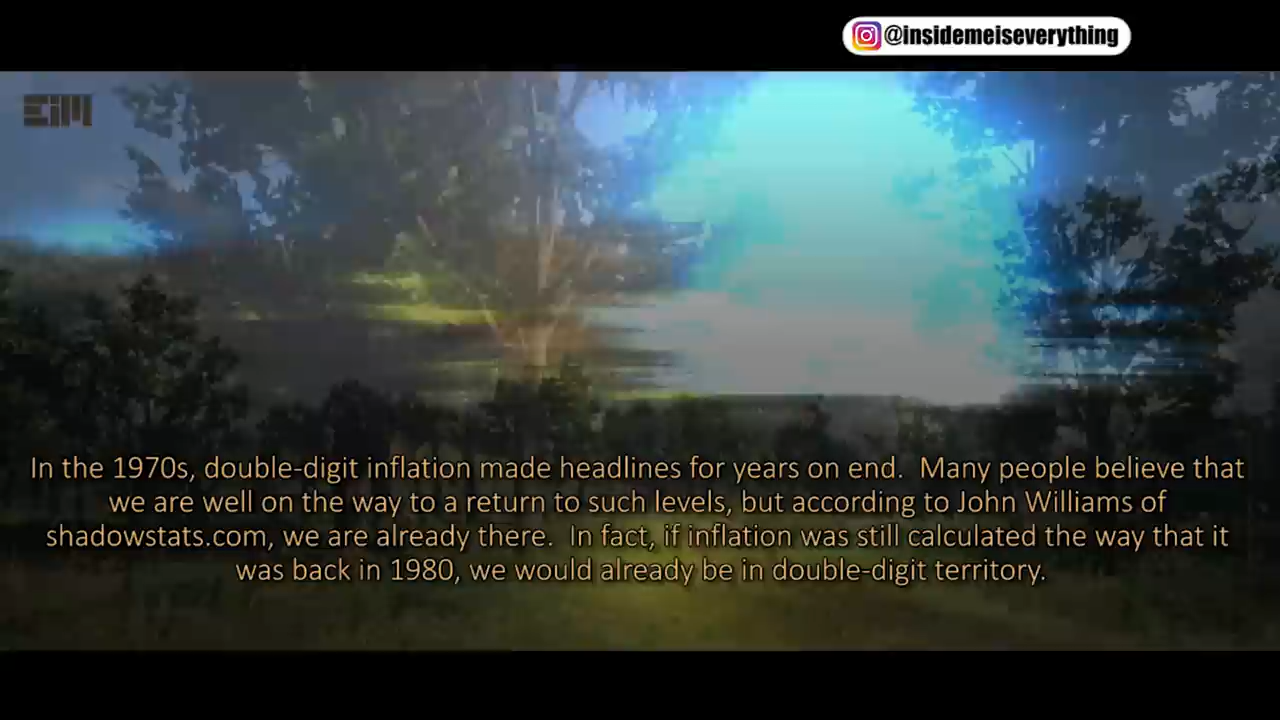 @insidemeiseverything
EiM
In the 1970s, double-digit inflation made headlines for years on end.  Many people believe that
we are well on the way to a return to such levels, but according to John Williams of
shadowstats.com, we are already there.  In fact, if inflation was still calculated the way that it
was back in 1980, we would already be in double-digit territory.